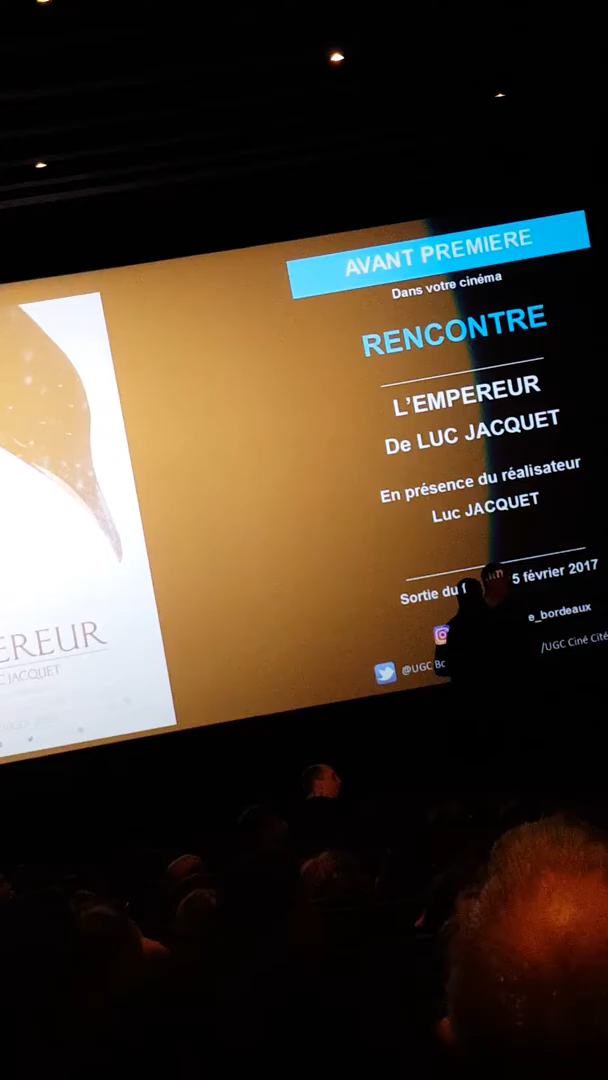 AVANT PREMIERE
Dans votre cinéma
RENCONTRE
L'EMPEREUR
De LUC JACQUET
En présence du réalisateur
Luc JACQUET
Sortie du 5 février 2017
e_bordeaux
@UGC /UGC Ciné Cité
EREUR
JACQUET